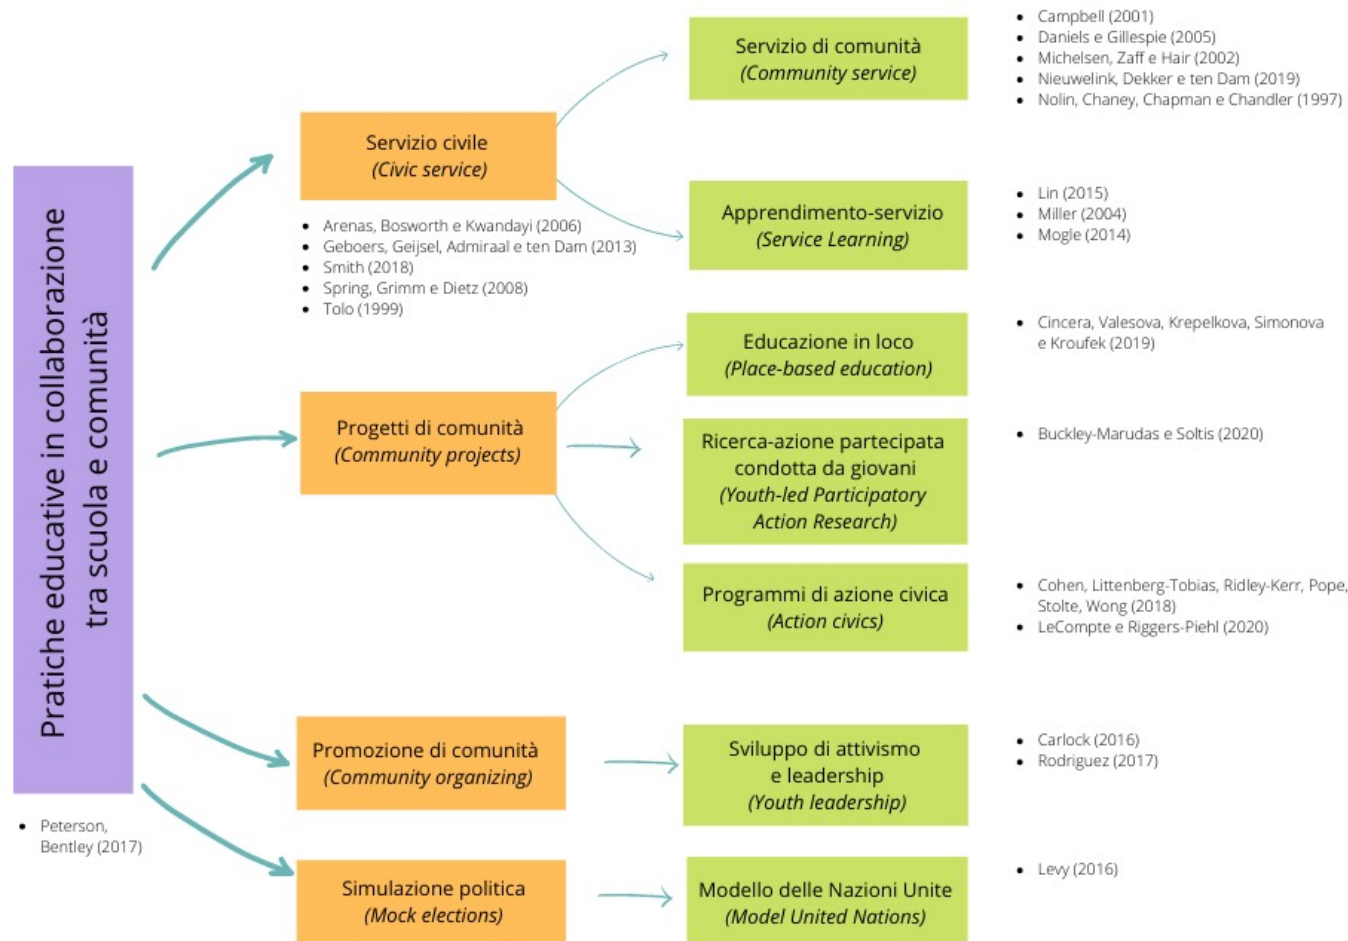 Pratiche educative in collaborazione
tra scuola e comunità
• Peterson,
Bentley (2017)
Servizio civile
(Civic service)
• Arenas, Bosworth e Kwandayi (2006)
• Geboers, Geijsel, Admiraal e ten Dam (2013)
• Smith (2018)
• Spring, Grimm e Dietz (2008)
• Tolo (1999)
Servizio di comunità
(Community service)
• Campbell (2001)
• Daniels e Gillespie (2005)
• Michelsen, Zaff e Hair (2002)
• Nieuwelink, Dekker e ten Dam (2019)
• Nolin, Chaney, Chapman e Chandler (1997)
Apprendimento-servizio
(Service Learning)
• Lin (2015)
• Miller (2004)
• Mogle (2014)
Progetti di comunità
(Community projects)
Educazione in loco
(Place-based education)
• Cincera, Valesova, Krepelkova, Simonova
e Kroufek (2019)
Ricerca-azione partecipata
condotta da giovani
(Youth-led Participatory
Action Research)
• Buckley-Marudas e Soltis (2020)
Programmi di azione civica
(Action civics)
• Cohen, Littenberg-Tobias, Ridley-Kerr, Pope,
Stolte, Wong (2018)
• LeCompte e Riggers-Piehl (2020)
Promozione di comunità
(Community organizing)
Sviluppo di attivismo
e leadership
(Youth leadership)
• Carlock (2016)
• Rodriguez (2017)
Simulazione politica
(Mock elections)
Modello delle Nazioni Unite
(Model United Nations)
• Levy (2016)